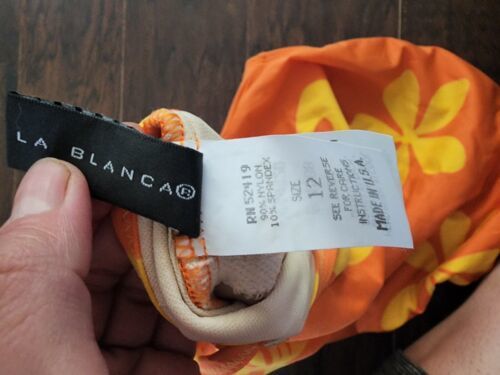 LA BLANCA®
RN 52419
90% NYLON
10% SPANDEX
SIZE
12
SEE REVERSE
FOR CARE
INSTRUCTIONS
MADE IN U.S.A.